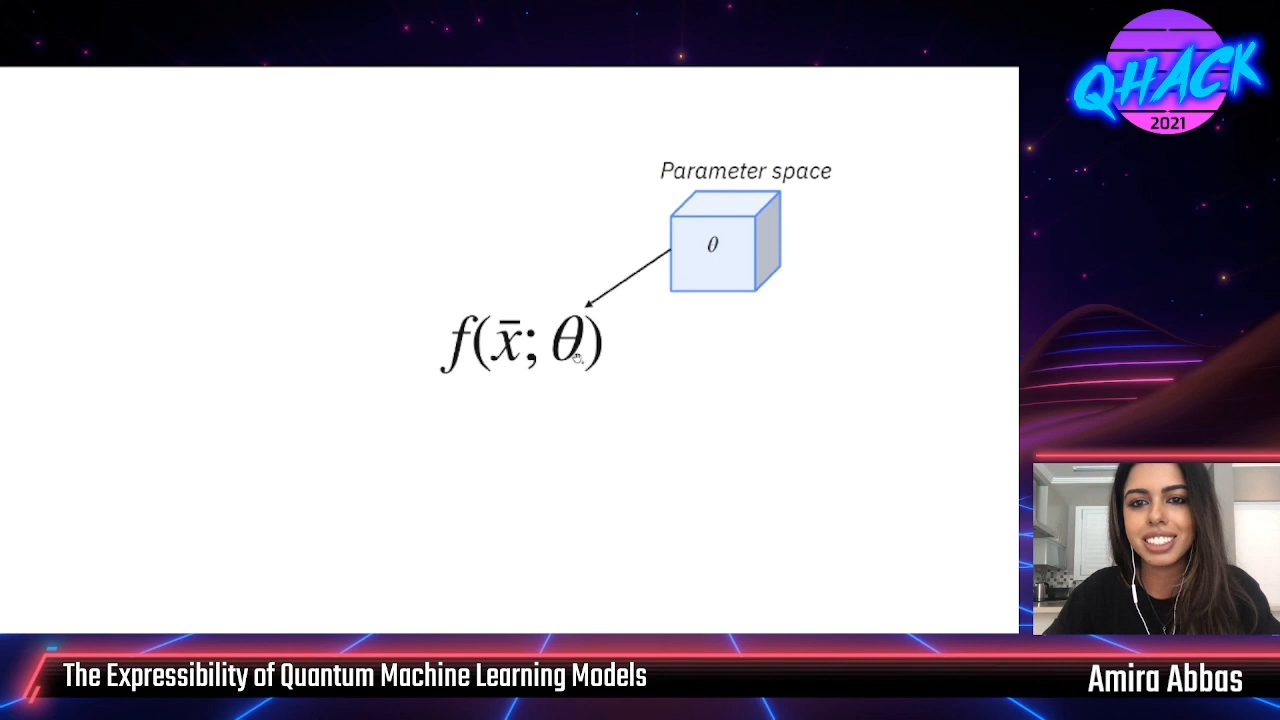 QHACK
2021
Parameter space
θ
f(x̄; θ)
The Expressibility of Quantum Machine Learning Models
Amira Abbas